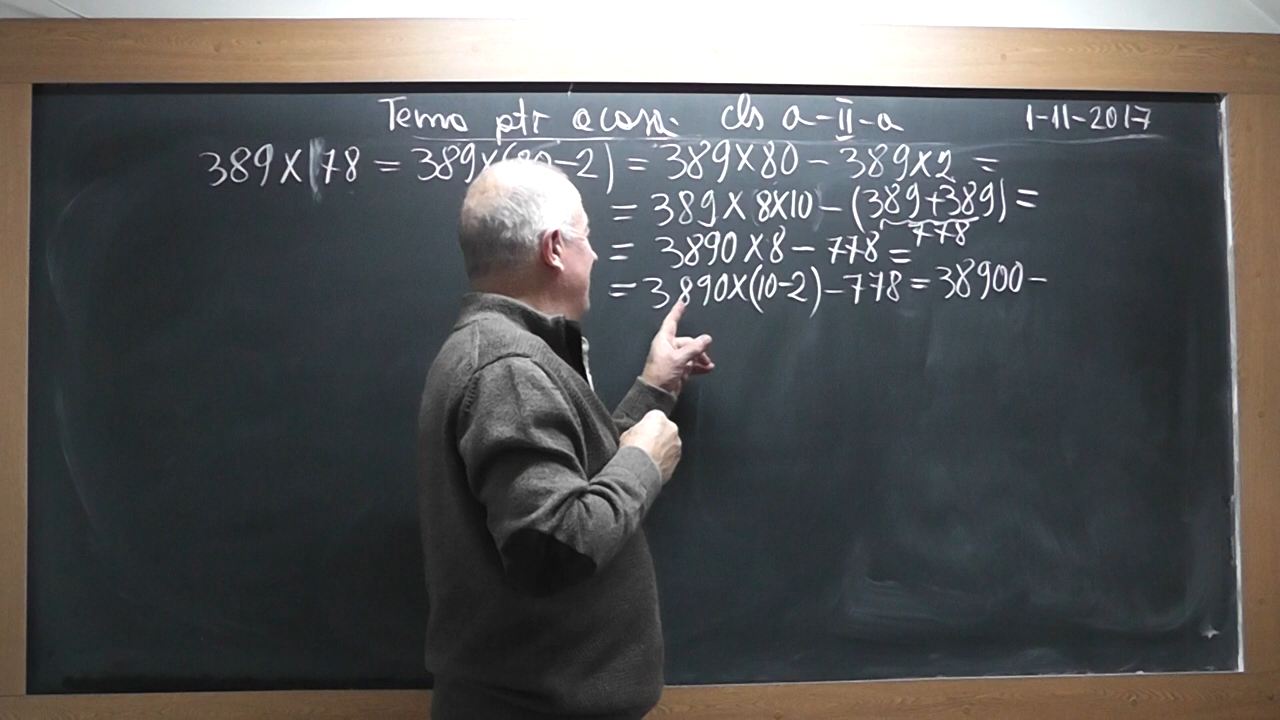 Tema ptr acasa cls a-II-a 1-11-2017
389×78 = 389×(80-2) = 389×80 - 389×2 =
= 389×8×10 - (389+389) =
778
= 3890×8 - 778 =
= 3890×(10-2) - 778 = 38900 -